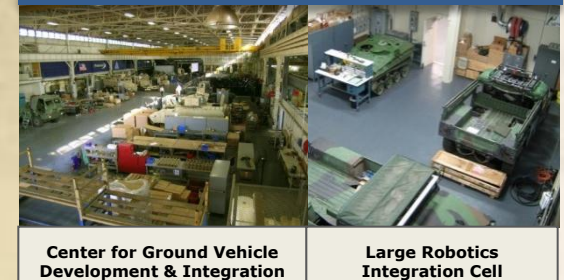 Center for Ground Vehicle
Development & Integration
Large Robotics
Integration Cell